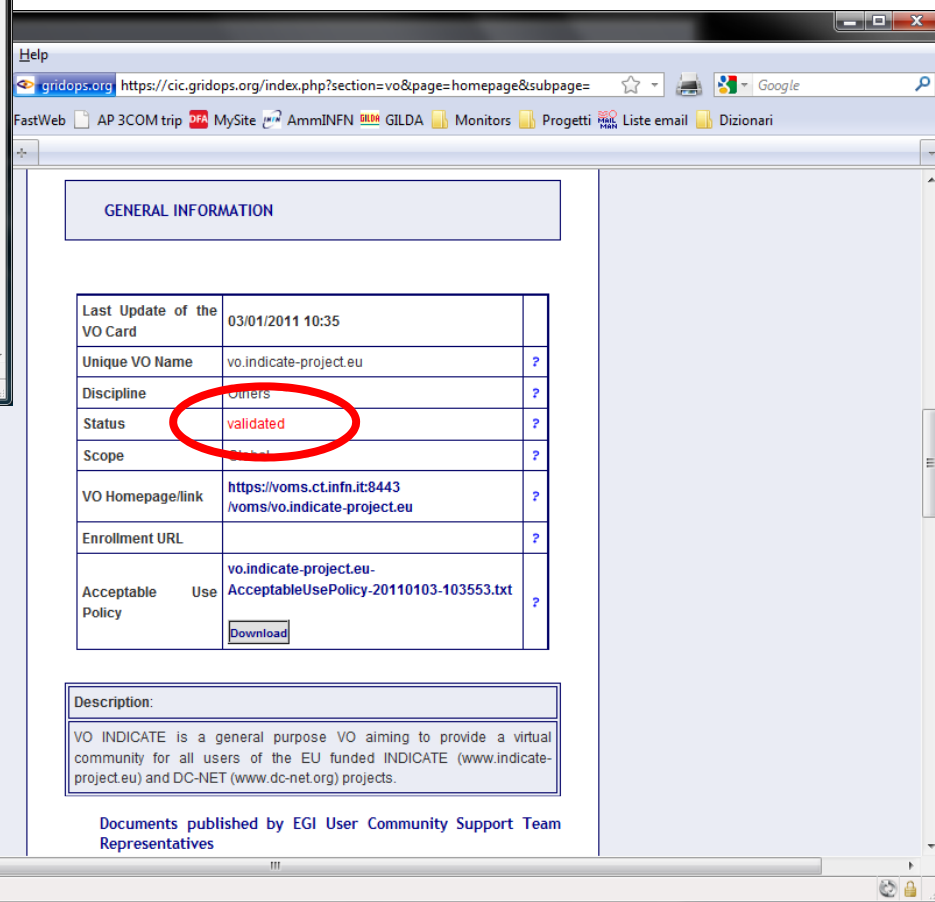 Help
gridops.org https://cic.gridops.org/index.php?section=vo&page=homepage&subpage= Google
FastWeb AP 3COM trip DFA MySite AmmINFN GILDA GILDA Monitors Progetti MAIL MAN Liste email Dizionari
GENERAL INFORMATION
Last Update of the
VO Card
03/01/2011 10:35
Unique VO Name vo.indicate-project.eu ?
Discipline Others ?
Status validated ?
Scope Global ?
VO Homepage/link
https://voms.ct.infn.it:8443
/voms/vo.indicate-project.eu
?
Enrollment URL ?
Acceptable Use
Policy
vo.indicate-project.eu-
AcceptableUsePolicy-20110103-103553.txt
?
Download
Description:
VO INDICATE is a general purpose VO aiming to provide a virtual
community for all users of the EU funded INDICATE (www.indicate-
project.eu) and DC-NET (www.dc-net.org) projects.
Documents published by EGI User Community Support Team
Representatives